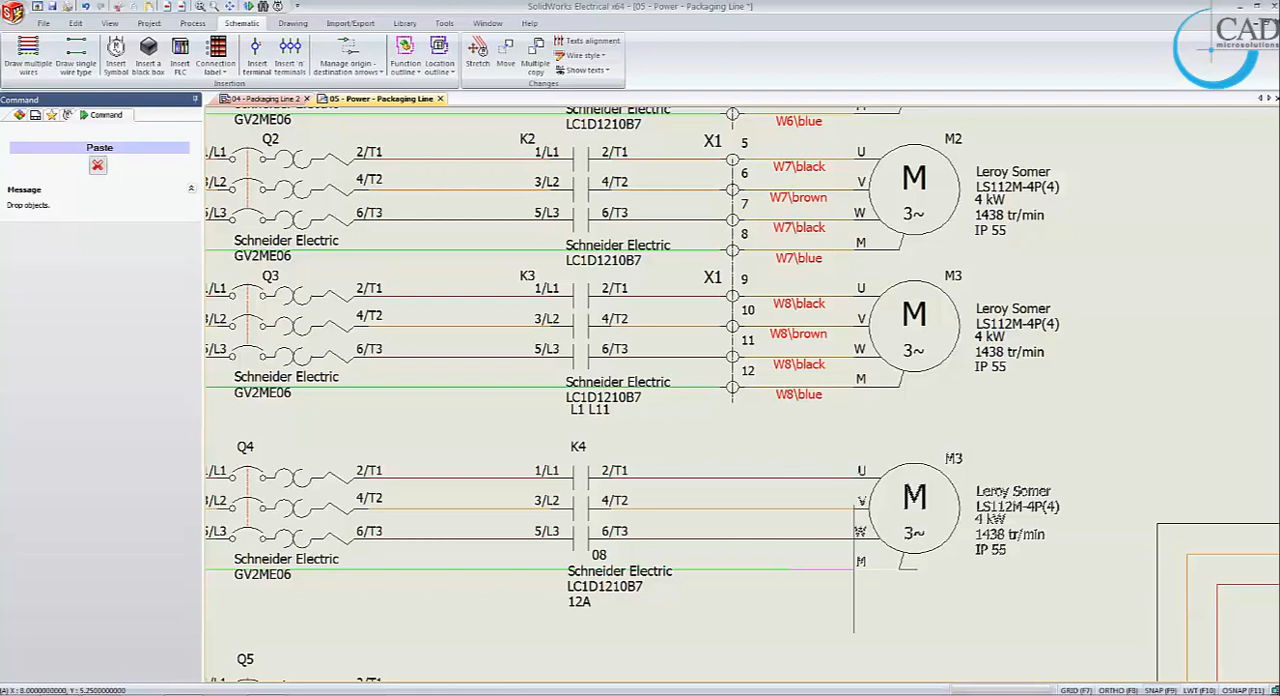 SolidWorks Electrical x64 - [05 - Power - Packaging Line *]
File Edit View Project Process Schematic Drawing Import/Export Library Tools Window Help
Draw multiple wires
Draw single wire type
Insert Symbol
Insert a black box
Insert PLC
Connection label
Insert terminal
Insert 'n' terminals
Manage origin - destination arrows
Function outline
Location outline
Stretch
Move
Multiple copy
Texts alignment
Wire style
Show texts
Insertion
Changes
CAD
microsolutions
Command
04 - Packaging Line 2
05 - Power - Packaging Line
Command
Paste
Message
Drop objects.
GV2ME06
Schneider Electric
LC1D1210B7
W6\blue
Q2
K2
X1
5
M2
/L1
2/T1
1/L1
2/T1
U
W7\black
6
/L2
4/T2
3/L2
4/T2
V
W7\brown
7
/L3
6/T3
5/L3
6/T3
W
W7\black
8
M
W7\blue
M
3~
Leroy Somer
LS112M-4P(4)
4 kW
1438 tr/min
IP 55
Schneider Electric
GV2ME06
Schneider Electric
LC1D1210B7
Q3
K3
X1
9
M3
/L1
2/T1
1/L1
2/T1
U
W8\black
10
/L2
4/T2
3/L2
4/T2
V
W8\brown
11
/L3
6/T3
5/L3
6/T3
W
W8\black
12
M
W8\blue
M
3~
Leroy Somer
LS112M-4P(4)
4 kW
1438 tr/min
IP 55
Schneider Electric
GV2ME06
Schneider Electric
LC1D1210B7
L1 L11
Q4
K4
M3
/L1
2/T1
1/L1
2/T1
U
/L2
4/T2
3/L2
4/T2
V
/L3
6/T3
5/L3
6/T3
W
M
M
3~
Leroy Somer
LS112M-4P(4)
4 kW
1438 tr/min
IP 55
Schneider Electric
GV2ME06
08
Schneider Electric
LC1D1210B7
12A
Q5
(A) X : 8.0000000000, Y : 5.2500000000
GRID (F7) ORTHO (F8) SNAP (F9) LWT (F10) OSNAP (F11)